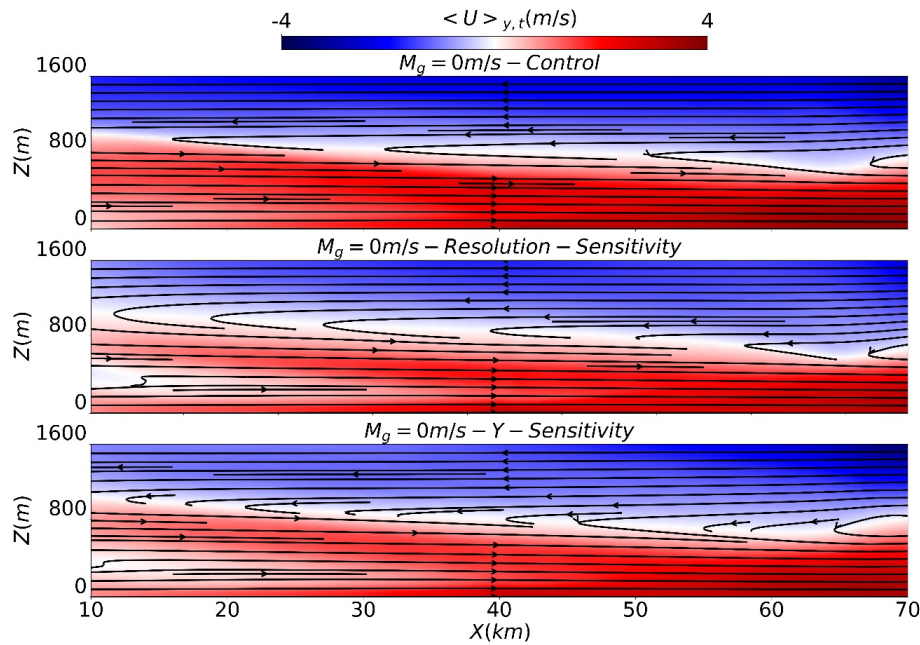 -4 < U >y,t(m/s) 4
Mg = 0m/s − Control
1600
800
0
Z(m)
Mg = 0m/s − Resolution − Sensitivity
1600
800
0
Z(m)
Mg = 0m/s − Y − Sensitivity
1600
800
0
Z(m)
10 20 30 40 50 60 70
X(km)